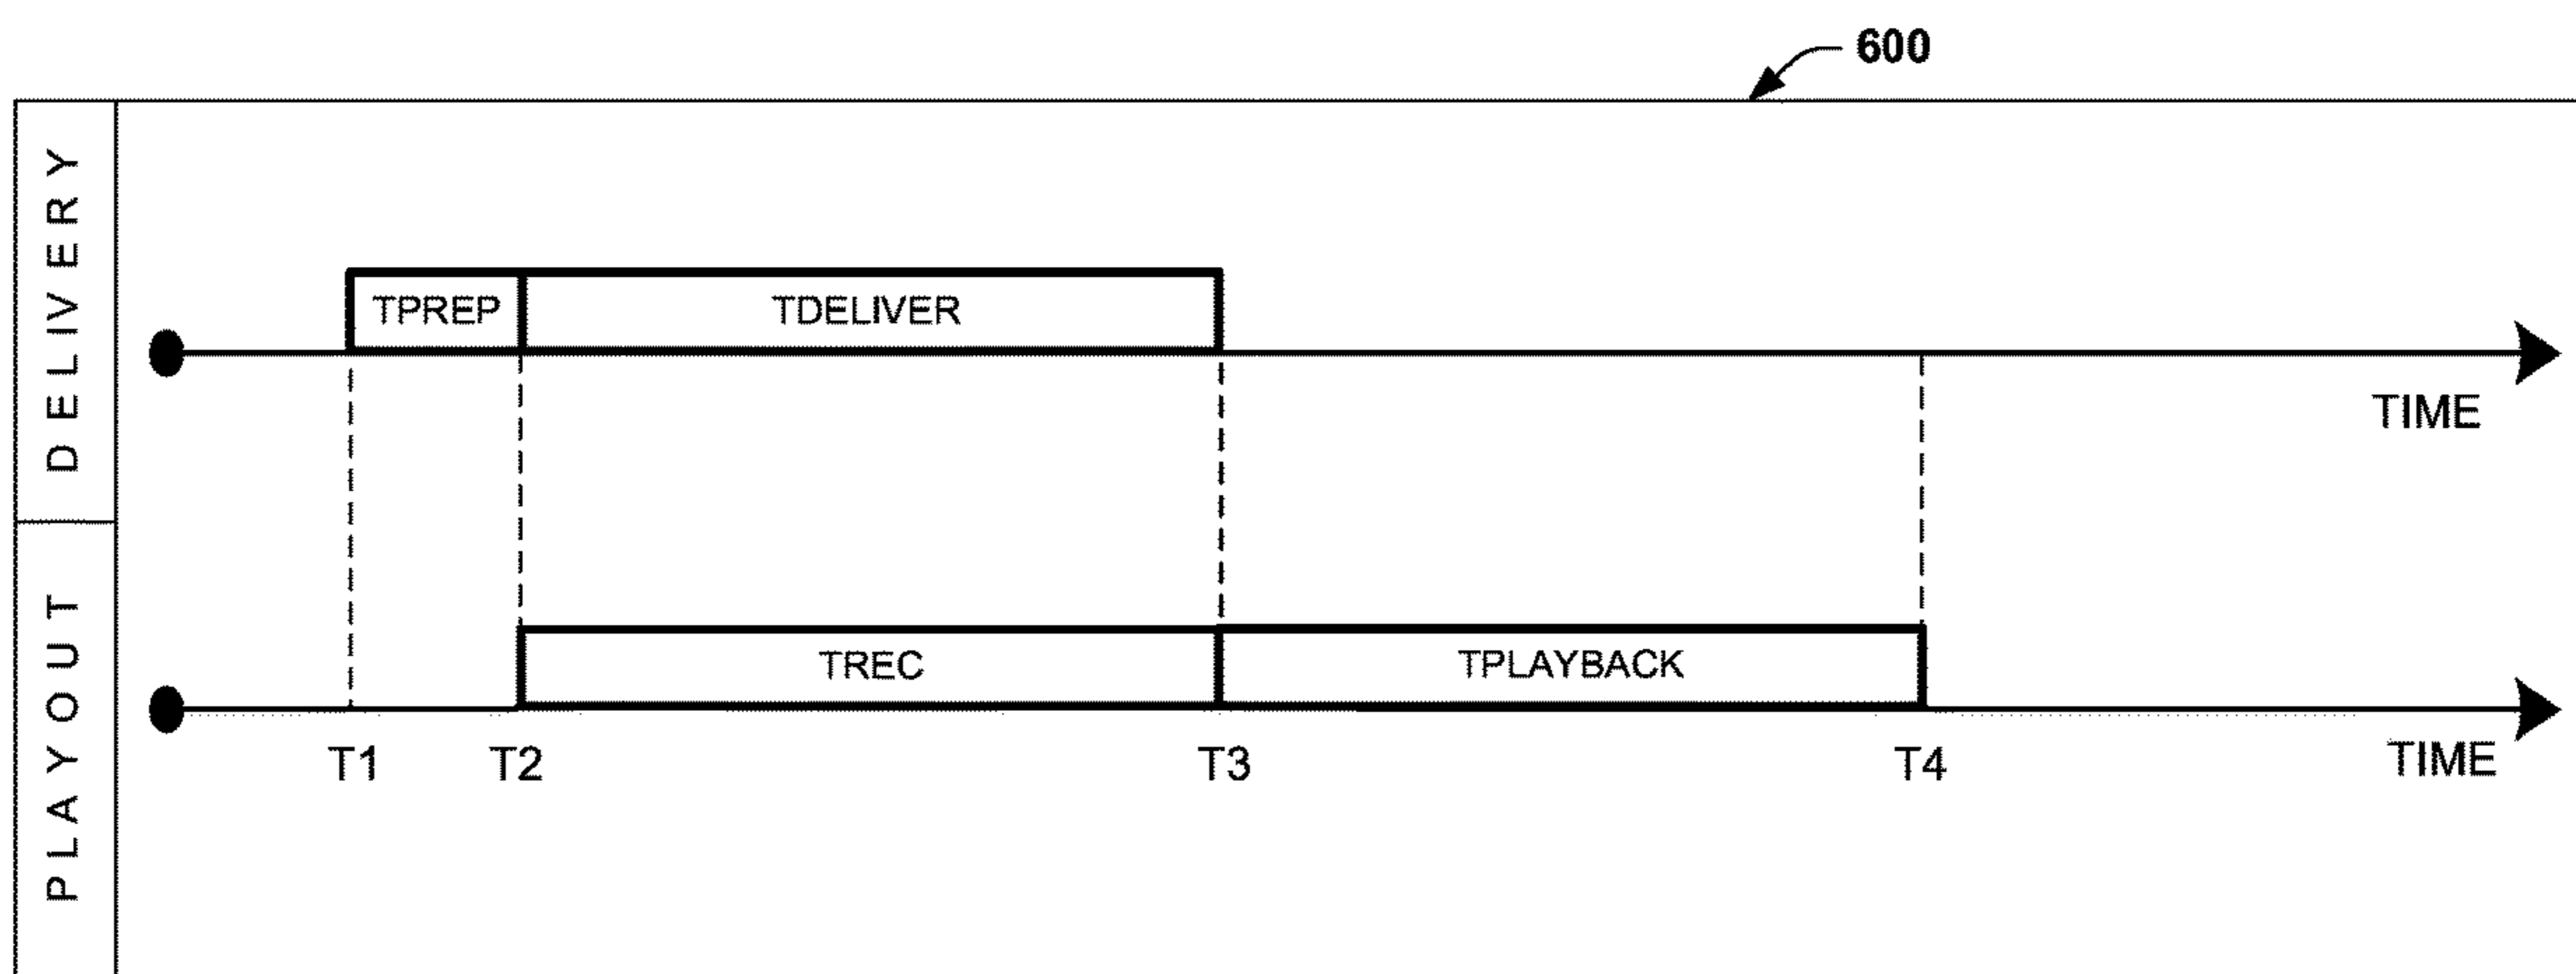 600
DELIVERY
TPREP TDELIVER
TIME
PLAYOUT
TREC TPLAYBACK
T1 T2 T3 T4 TIME